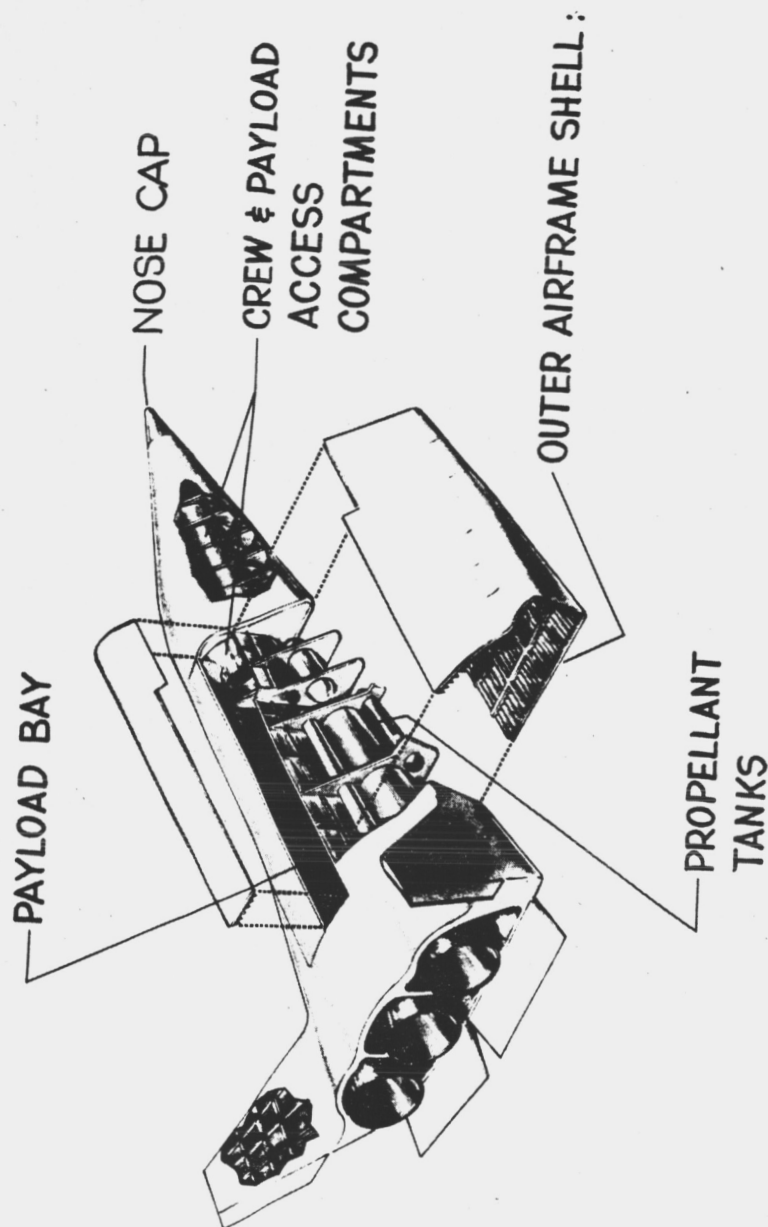 PAYLOAD BAY
NOSE CAP
CREW & PAYLOAD
ACCESS
COMPARTMENTS
OUTER AIRFRAME SHELL:
PROPELLANT
TANKS